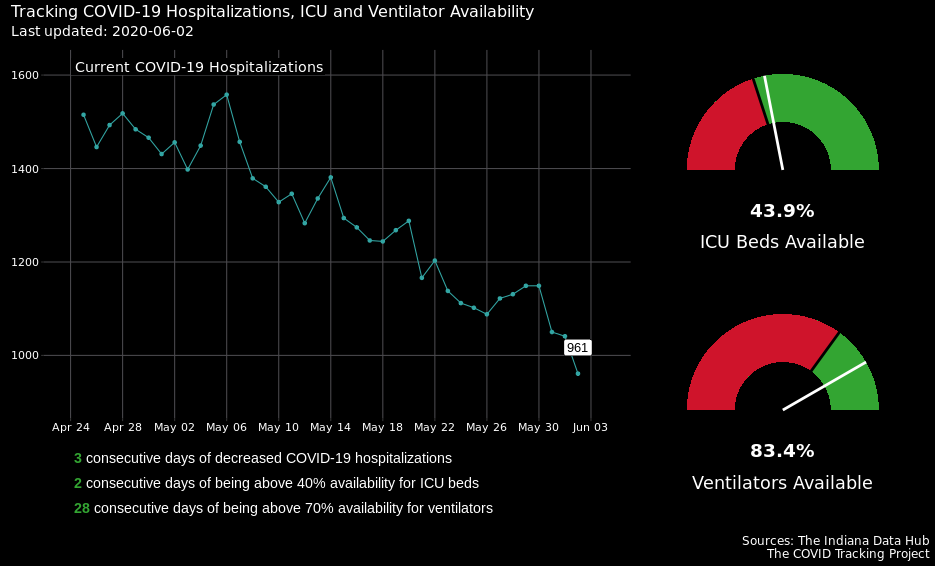 Tracking COVID-19 Hospitalizations, ICU and Ventilator Availability
Last updated: 2020-06-02
Current COVID-19 Hospitalizations
1600
1400
1200
1000
961
Apr 24 Apr 28 May 02 May 06 May 10 May 14 May 18 May 22 May 26 May 30 Jun 03
3 consecutive days of decreased COVID-19 hospitalizations
2 consecutive days of being above 40% availability for ICU beds
28 consecutive days of being above 70% availability for ventilators
43.9%
ICU Beds Available
83.4%
Ventilators Available
Sources: The Indiana Data Hub
The COVID Tracking Project